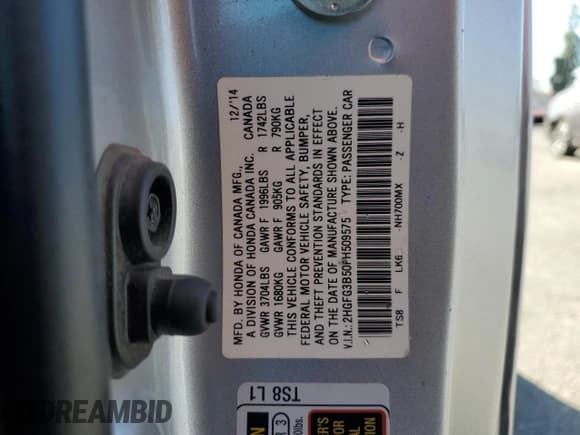 MFD. BY HONDA OF CANADA MFG., 12/'14
A DIVISION OF HONDA CANADA INC. CANADA
GVWR 3704LBS GAWR F 1996LBS R 1742LBS
GVWR 1680KG GAWR F 905KG R 790KG
THIS VEHICLE CONFORMS TO ALL APPLICABLE
FEDERAL MOTOR VEHICLE SAFETY, BUMPER,
AND THEFT PREVENTION STANDARDS IN EFFECT
ON THE DATE OF MANUFACTURE SHOWN ABOVE.
V.I.N.: 2HGFG3B50FH509575 TYPE: PASSENGER CAR
TS8 F LK6 -NH700MX -Z -H
TS8 L1
DREAMBID